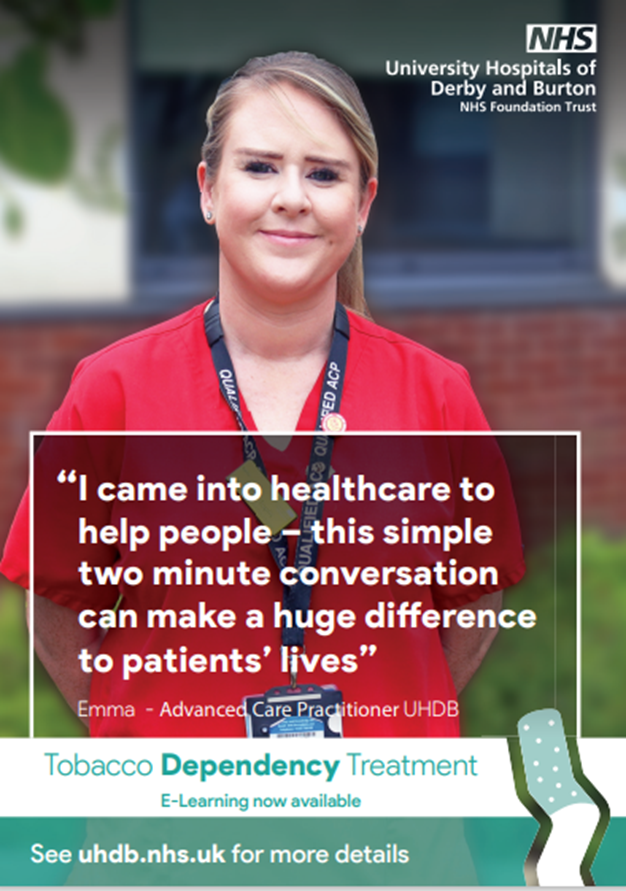 NHS
University Hospitals of
Derby and Burton
NHS Foundation Trust
QUALIFIED ACP
“I came into healthcare to
help people – this simple
two minute conversation
can make a huge difference
to patients’ lives”
Emma - Advanced Care Practitioner UHDB
Tobacco Dependency Treatment
E-Learning now available
See uhdb.nhs.uk for more details